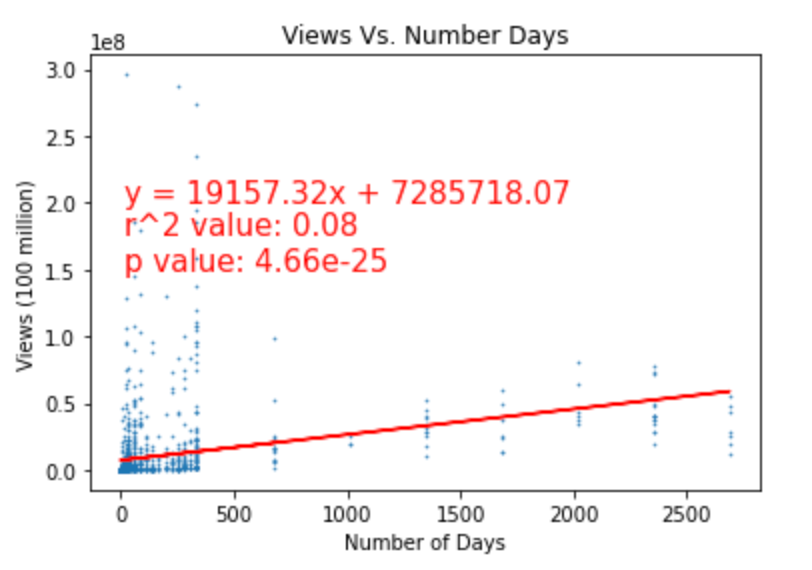 Views Vs. Number Days
1e8
3.0
2.5
2.0
1.5
1.0
0.5
0.0
Views (100 million)
y = 19157.32x + 7285718.07
r^2 value: 0.08
p value: 4.66e-25
0 500 1000 1500 2000 2500
Number of Days